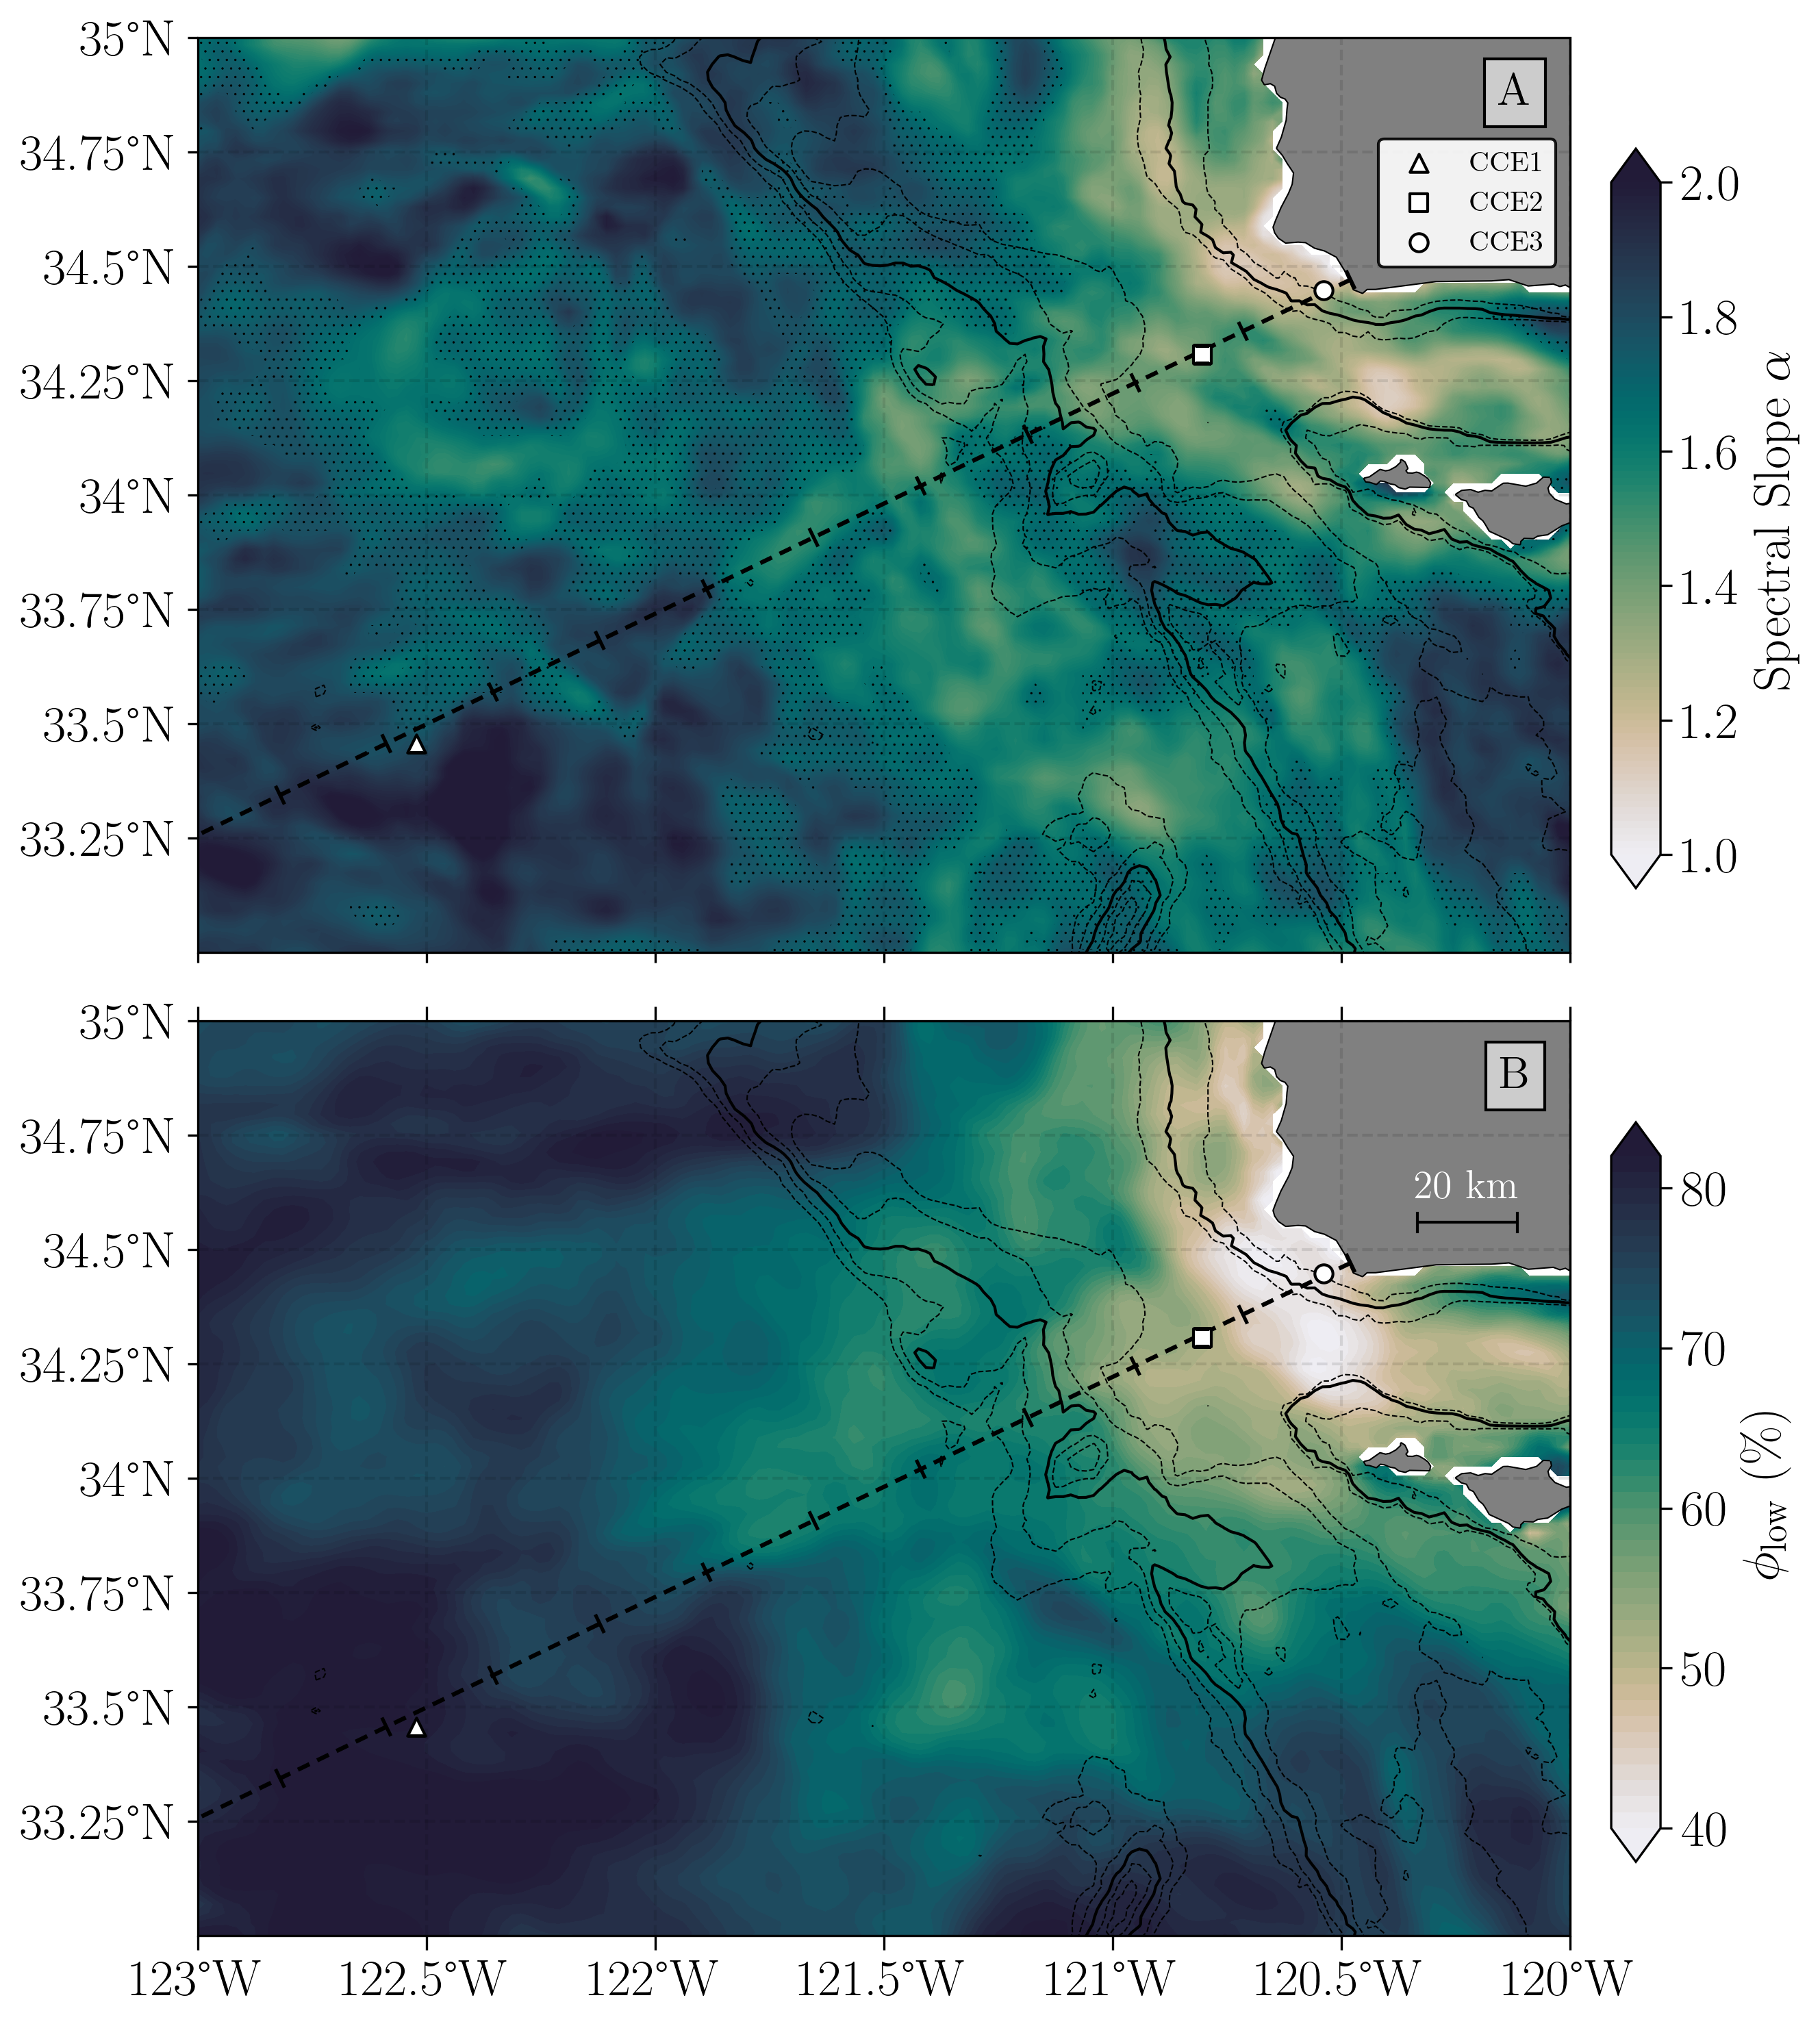 35°N
34.75°N
34.5°N
34.25°N
34°N
33.75°N
33.5°N
33.25°N
A
CCE1
CCE2
CCE3
2.0
1.8
1.6
1.4
1.2
1.0
Spectral Slope α
35°N
34.75°N
34.5°N
34.25°N
34°N
33.75°N
33.5°N
33.25°N
B
20 km
80
70
60
50
40
ϕlow (%)
123°W
122.5°W
122°W
121.5°W
121°W
120.5°W
120°W